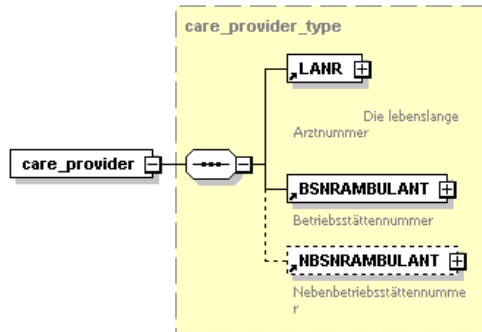 care_provider_type
LANR
Die lebenslange
Arztnummer
care_provider
BSNRAMBULANT
Betriebsstättennummer
NBSNRAMBULANT
Nebenbetriebsstättennumme
r